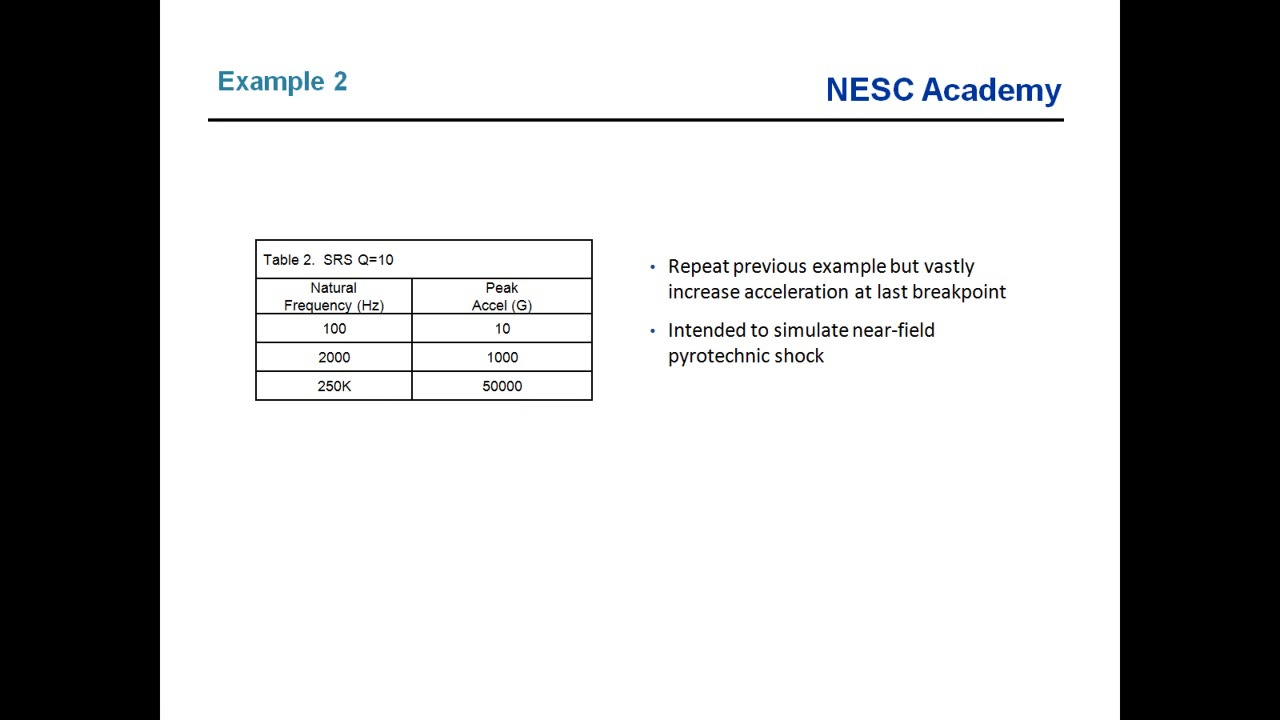 Example 2
NESC Academy
Table 2. SRS Q=10
Natural
Frequency (Hz)
Peak
Accel (G)
100
10
2000
1000
250K
50000
• Repeat previous example but vastly
increase acceleration at last breakpoint
• Intended to simulate near-field
pyrotechnic shock